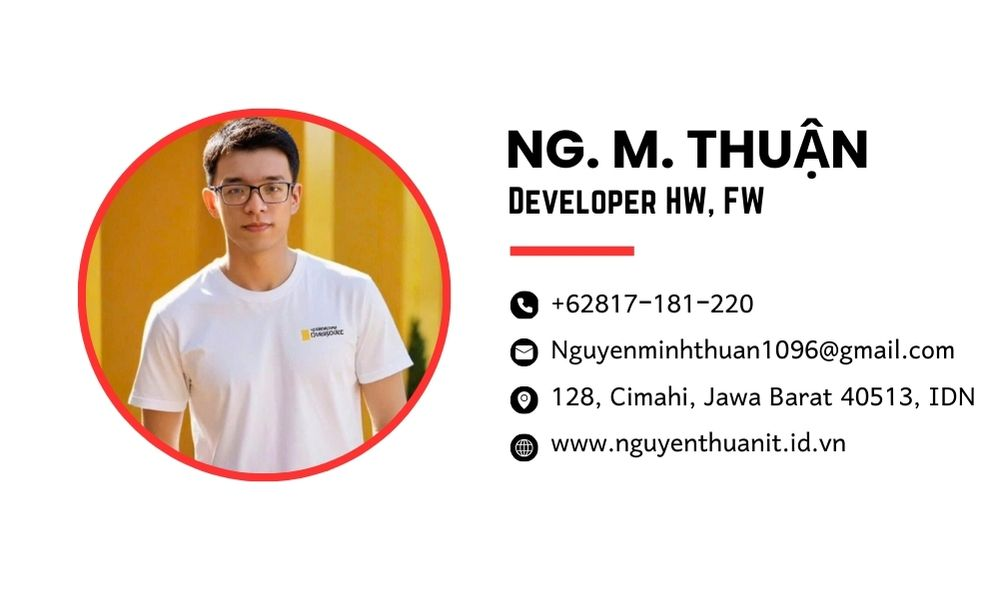 NG. M. THUẬN
Developer HW, FW
+62817-181-220
Nguyenminhthuan1096@gmail.com
128, Cimahi, Jawa Barat 40513, IDN
www.nguyenthuanit.id.vn